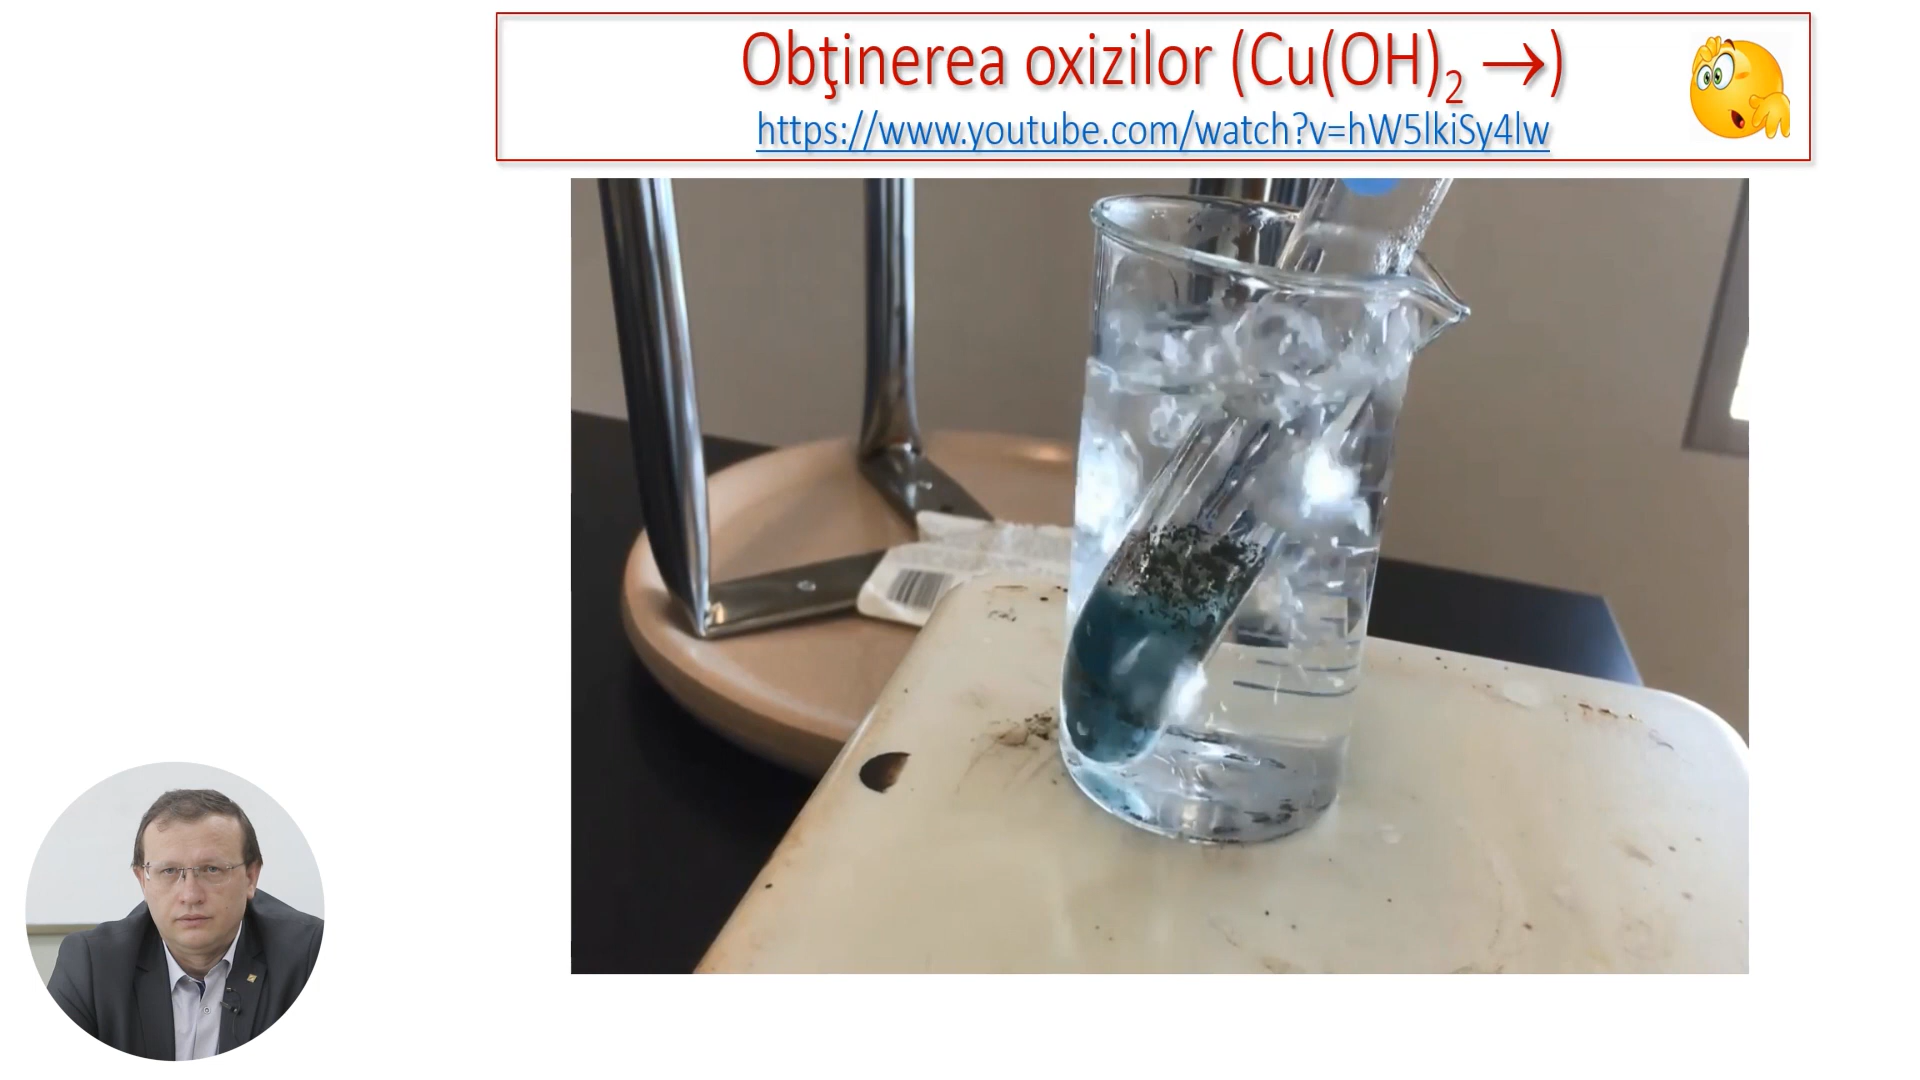 Obţinerea oxizilor (Cu(OH)₂ →)
https://www.youtube.com/watch?v=hW5lkiSy4lw